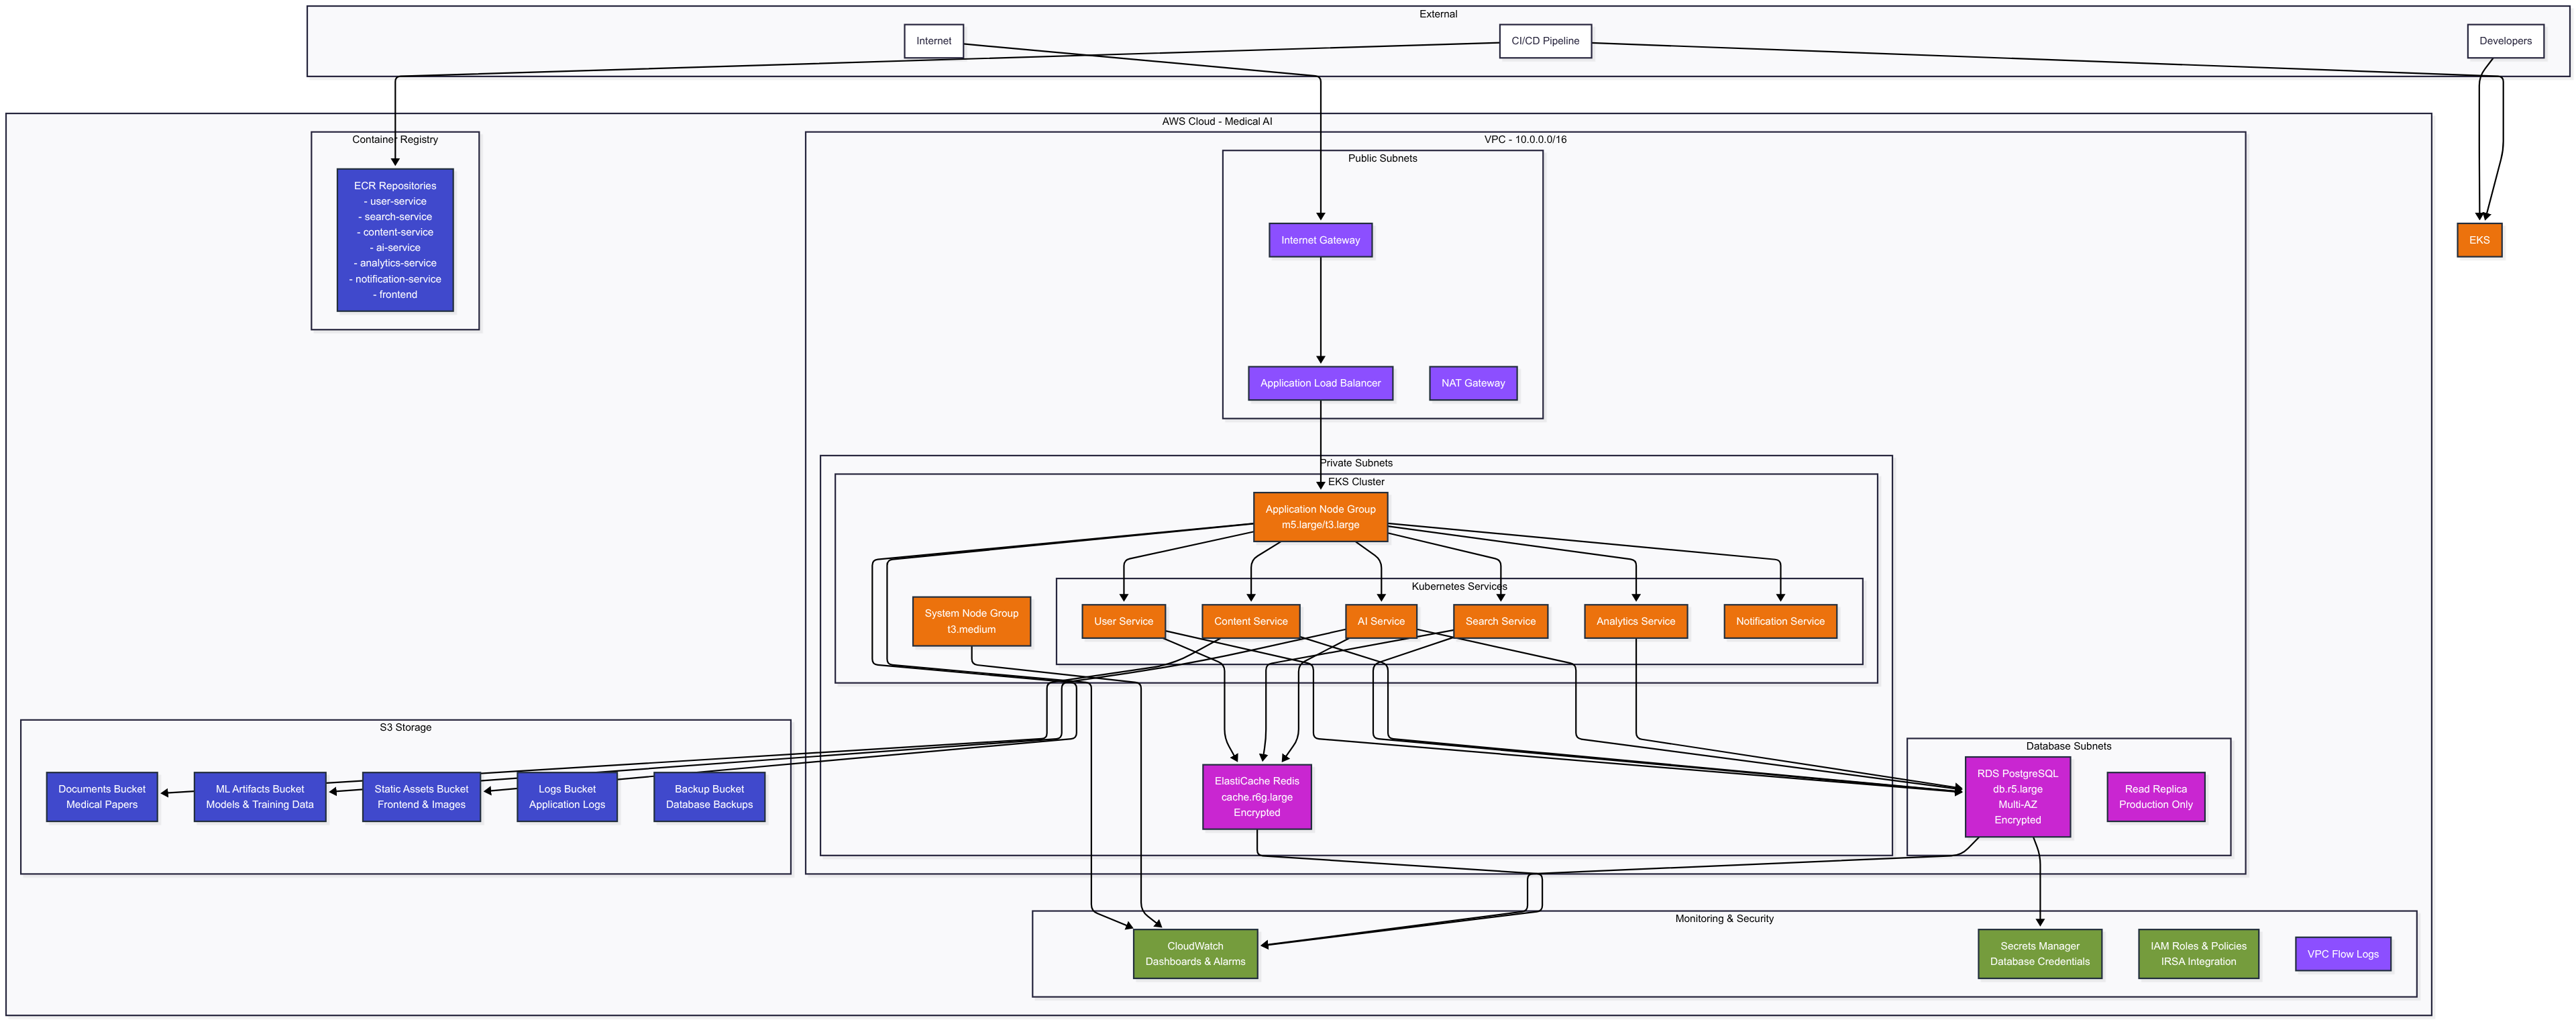 External
Internet
CI/CD Pipeline
Developers
AWS Cloud - Medical AI
Container Registry
ECR Repositories
- user-service
- search-service
- content-service
- ai-service
- analytics-service
- notification-service
- frontend
VPC - 10.0.0.0/16
Public Subnets
Internet Gateway
EKS
Application Load Balancer
NAT Gateway
Private Subnets
EKS Cluster
Application Node Group
m5.large/t3.large
Kubernetes Services
System Node Group
t3.medium
User Service
Content Service
AI Service
Search Service
Analytics Service
Notification Service
S3 Storage
Documents Bucket
Medical Papers
ML Artifacts Bucket
Models & Training Data
Static Assets Bucket
Frontend & Images
Logs Bucket
Application Logs
Backup Bucket
Database Backups
ElastiCache Redis
cache.r6g.large
Encrypted
Database Subnets
RDS PostgreSQL
db.r5.large
Multi-AZ
Encrypted
Read Replica
Production Only
Monitoring & Security
CloudWatch
Dashboards & Alarms
Secrets Manager
Database Credentials
IAM Roles & Policies
IRSA Integration
VPC Flow Logs